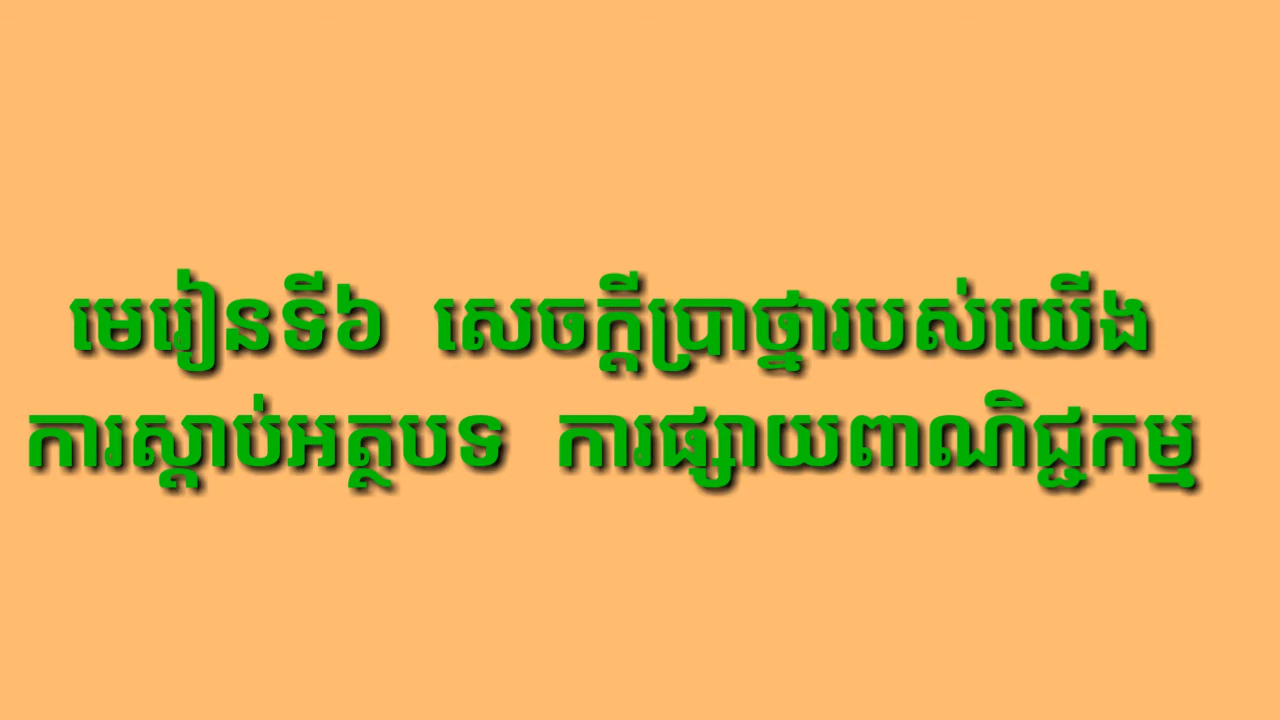 មេរៀនទី៦ សេចក្ដីប្រាថ្នារបស់យើង
ការស្ដាប់អត្ថបទ ការផ្សាយពាណិជ្ជកម្ម